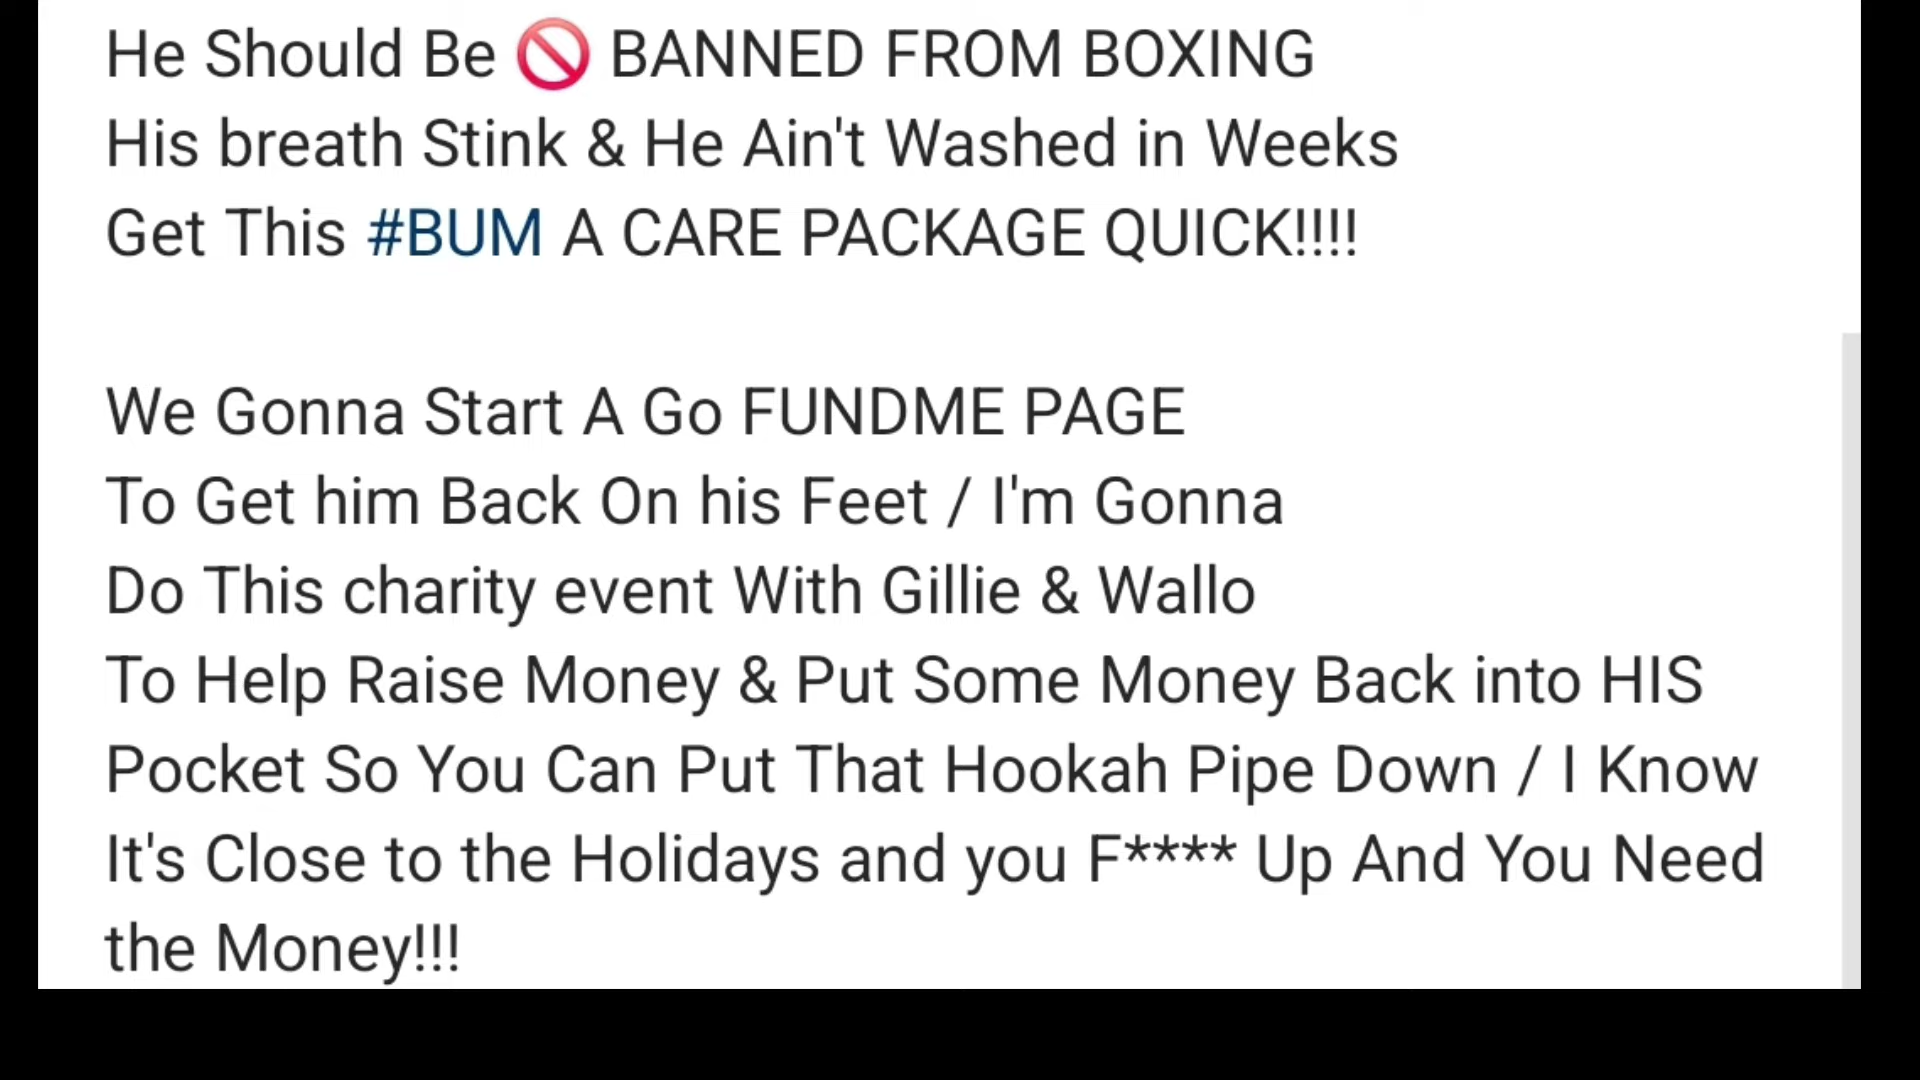 He Should Be 🚫 BANNED FROM BOXING
His breath Stink & He Ain't Washed in Weeks
Get This #BUM A CARE PACKAGE QUICK!!!!
We Gonna Start A Go FUNDME PAGE
To Get him Back On his Feet / I'm Gonna
Do This charity event With Gillie & Wallo
To Help Raise Money & Put Some Money Back into HIS
Pocket So You Can Put That Hookah Pipe Down / I Know
It's Close to the Holidays and you F**** Up And You Need
the Money!!!